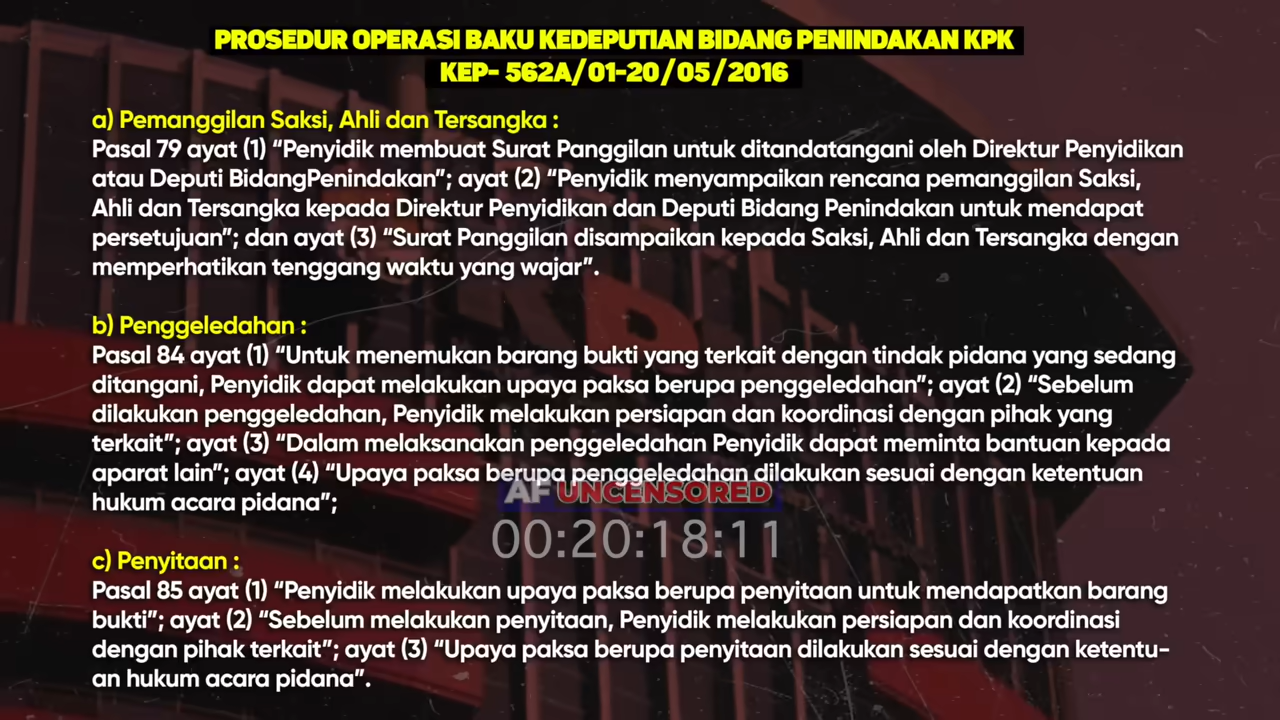 PROSEDUR OPERASI BAKU KEDEPUTIAN BIDANG PENINDAKAN KPK
KEP- 562A/01-20/05/2016
a) Pemanggilan Saksi, Ahli dan Tersangka :
Pasal 79 ayat (1) “Penyidik membuat Surat Panggilan untuk ditandatangani oleh Direktur Penyidikan
atau Deputi BidangPenindakan”; ayat (2) “Penyidik menyampaikan rencana pemanggilan Saksi,
Ahli dan Tersangka kepada Direktur Penyidikan dan Deputi Bidang Penindakan untuk mendapat
persetujuan”; dan ayat (3) “Surat Panggilan disampaikan kepada Saksi, Ahli dan Tersangka dengan
memperhatikan tenggang waktu yang wajar”.
b) Penggeledahan :
Pasal 84 ayat (1) “Untuk menemukan barang bukti yang terkait dengan tindak pidana yang sedang
ditangani, Penyidik dapat melakukan upaya paksa berupa penggeledahan”; ayat (2) “Sebelum
dilakukan penggeledahan, Penyidik melakukan persiapan dan koordinasi dengan pihak yang
terkait”; ayat (3) “Dalam melaksanakan penggeledahan Penyidik dapat meminta bantuan kepada
aparat lain”; ayat (4) “Upaya paksa berupa penggeledahan dilakukan sesuai dengan ketentuan
hukum acara pidana”;
AF UNCENSORED
00:20:18:11
c) Penyitaan :
Pasal 85 ayat (1) “Penyidik melakukan upaya paksa berupa penyitaan untuk mendapatkan barang
bukti”; ayat (2) “Sebelum melakukan penyitaan, Penyidik melakukan persiapan dan koordinasi
dengan pihak terkait”; ayat (3) “Upaya paksa berupa penyitaan dilakukan sesuai dengan ketentu-
an hukum acara pidana”.